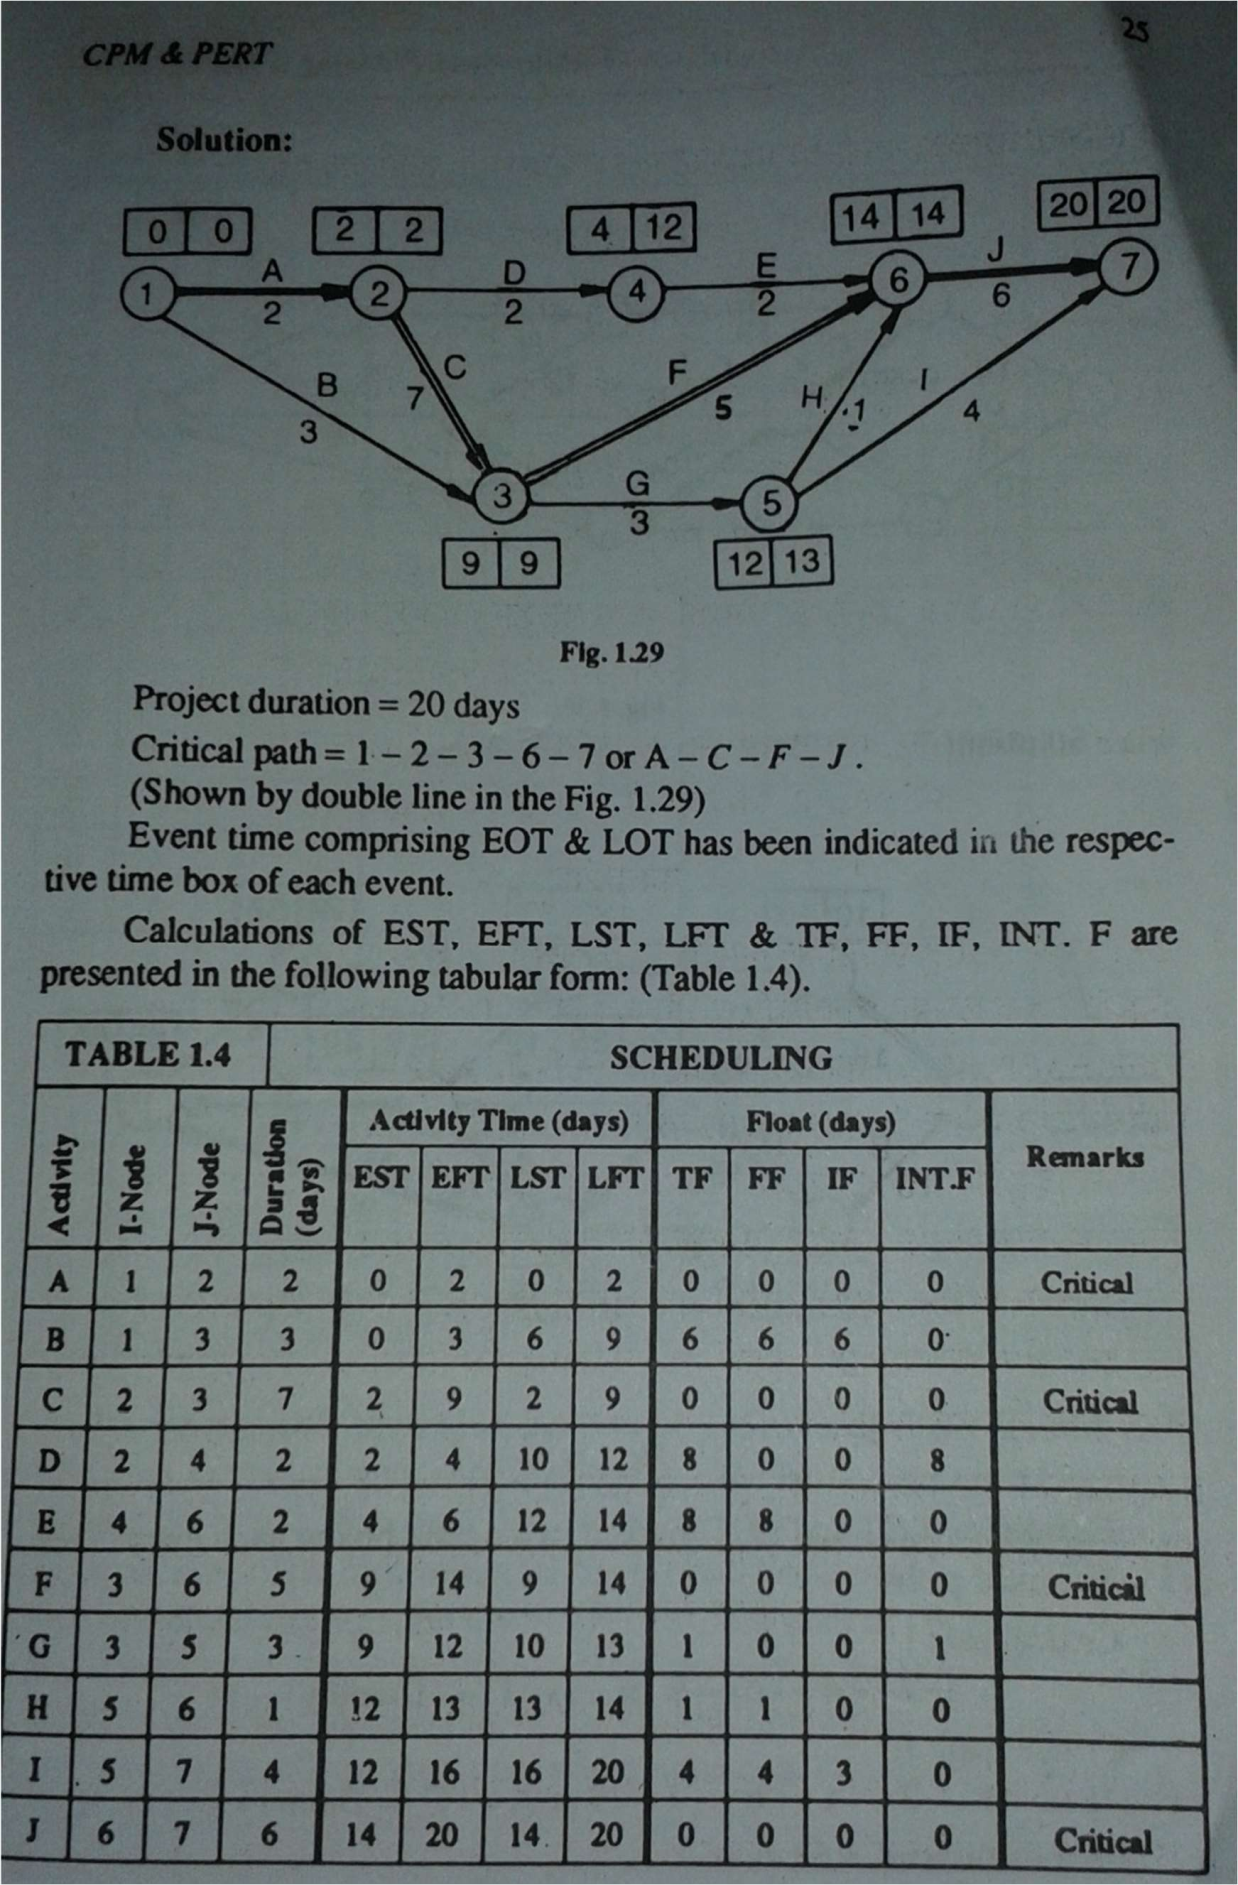 25
CPM & PERT
Solution:
0 0
2 2
4 12
14 14
20 20
1
A
2
2
D
2
4
E
2
6
J
6
7
B
3
C
7
F
5
H
1
I
4
3
G
3
5
9 9
12 13
Fig. 1.29
Project duration = 20 days
Critical path = 1 – 2 – 3 – 6 – 7 or A – C – F – J .
(Shown by double line in the Fig. 1.29)
Event time comprising EOT & LOT has been indicated in the respec-
tive time box of each event.
Calculations of EST, EFT, LST, LFT & TF, FF, IF, INT. F are
presented in the following tabular form: (Table 1.4).
TABLE 1.4 SCHEDULING
Activity I-Node J-Node Duration (days) Activity Time (days) Float (days) Remarks
EST EFT LST LFT TF FF IF INT.F
A 1 2 2 0 2 0 2 0 0 0 0 Critical
B 1 3 3 0 3 6 9 6 6 6 0
C 2 3 7 2 9 2 9 0 0 0 0 Critical
D 2 4 2 2 4 10 12 8 0 0 8
E 4 6 2 4 6 12 14 8 8 0 0
F 3 6 5 9 14 9 14 0 0 0 0 Critical
G 3 5 3 9 12 10 13 1 0 0 1
H 5 6 1 12 13 13 14 1 1 0 0
I 5 7 4 12 16 16 20 4 4 3 0
J 6 7 6 14 20 14 20 0 0 0 0 Critical